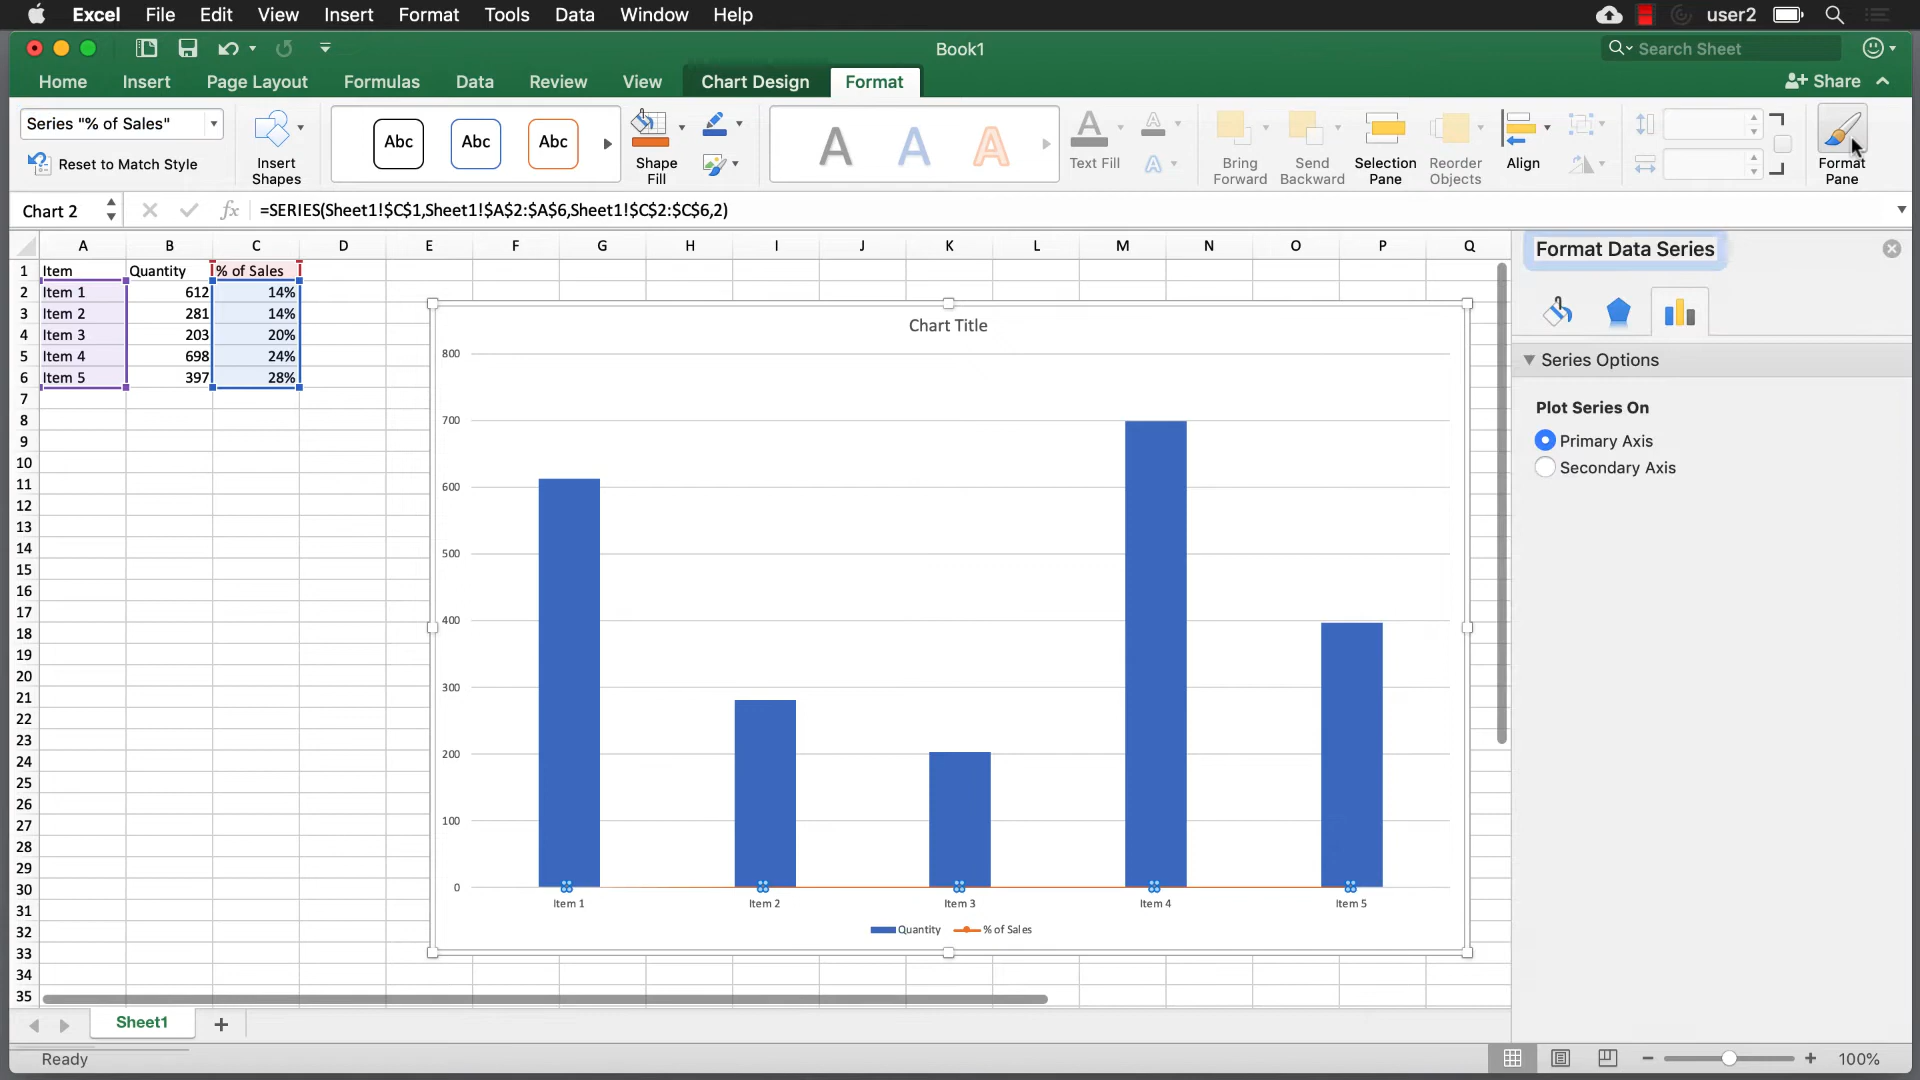 Excel File Edit View Insert Format Tools Data Window Help user2
Book1
Search Sheet
Home Insert Page Layout Formulas Data Review View Chart Design Format Share
Series "% of Sales"
Reset to Match Style
Insert Shapes
Abc Abc Abc
Shape Fill
A A A
Text Fill
Bring Forward
Send Backward
Selection Pane
Reorder Objects
Align
Format Pane
Chart 2 fx =SERIES(Sheet1!$C$1,Sheet1!$A$2:$A$6,Sheet1!$C$2:$C$6,2)
A B C D E F G H I J K L M N O P Q
1 Item Quantity % of Sales
2 Item 1 612 14%
3 Item 2 281 14%
4 Item 3 203 20%
5 Item 4 698 24%
6 Item 5 397 28%
7
8
9
10
11
12
13
14
15
16
17
18
19
20
21
22
23
24
25
26
27
28
29
30
31
32
33
34
35
Chart Title
800
700
600
500
400
300
200
100
0
Item 1 Item 2 Item 3 Item 4 Item 5
Quantity % of Sales
Format Data Series
Series Options
Plot Series On
Primary Axis
Secondary Axis
Sheet1
Ready
100%